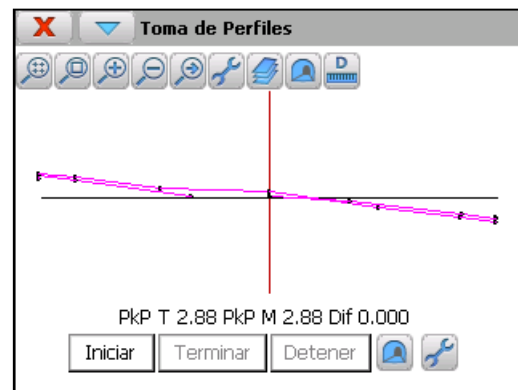 Toma de Perfiles
D
PkP T 2.88 PkP M 2.88 Dif 0.000
Iniciar Terminar Detener